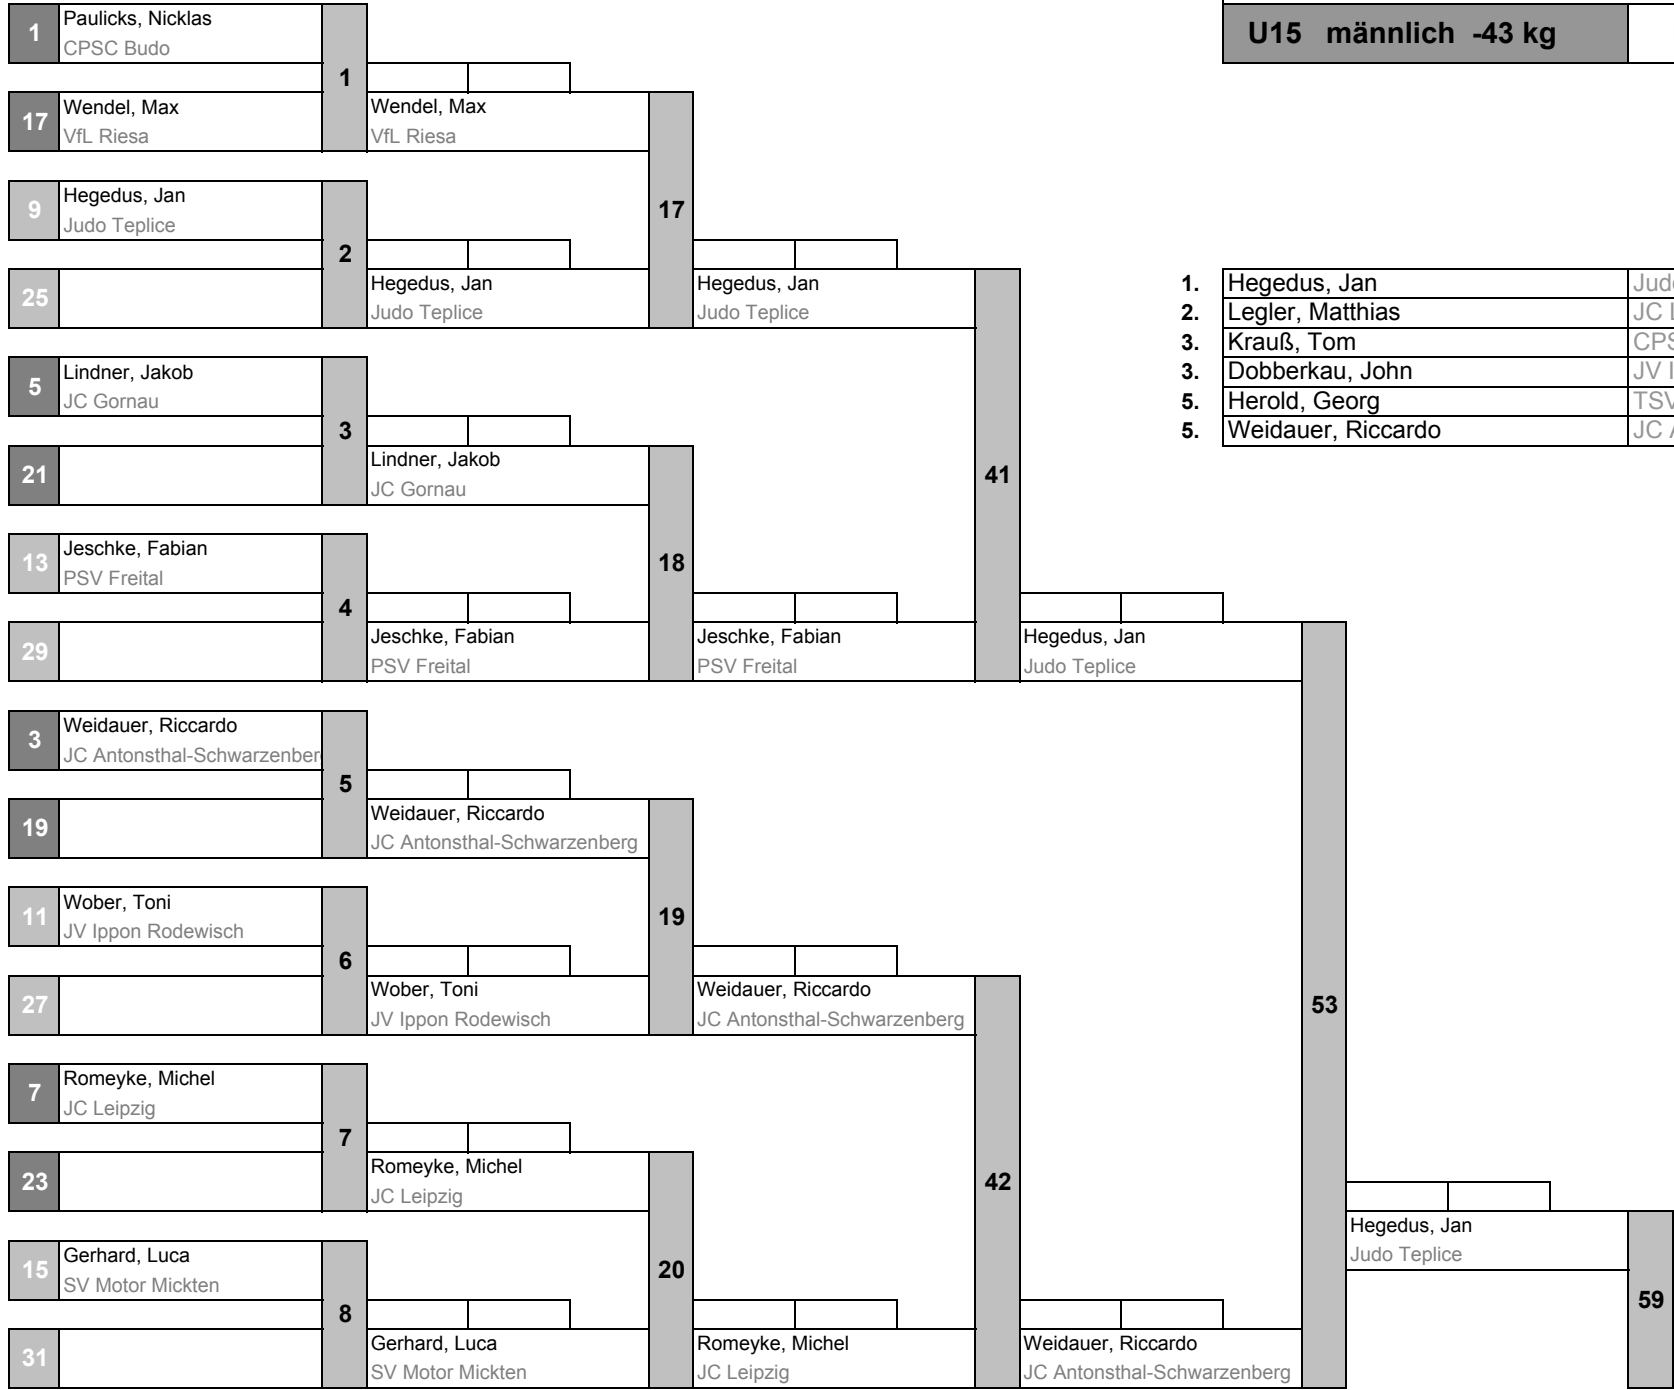 U15 männlich -43 kg
1 Paulicks, Nicklas
CPSC Budo
1
17 Wendel, Max
VfL Riesa
Wendel, Max
VfL Riesa
9 Hegedus, Jan
Judo Teplice
17
2
25
Hegedus, Jan
Judo Teplice
Hegedus, Jan
Judo Teplice
1. Hegedus, Jan
2. Legler, Matthias JC
3. Krauß, Tom
3. Dobberkau, John JV
5. Herold, Georg TSV
5. Weidauer, Riccardo JC
5 Lindner, Jakob
JC Gornau
3
21
Lindner, Jakob
JC Gornau
41
13 Jeschke, Fabian
PSV Freital
18
4
29
Jeschke, Fabian
PSV Freital
Jeschke, Fabian
PSV Freital
Hegedus, Jan
Judo Teplice
3 Weidauer, Riccardo
JC Antonsthal-Schwarzenber
5
19
Weidauer, Riccardo
JC Antonsthal-Schwarzenberg
11 Wober, Toni
JV Ippon Rodewisch
19
6
27
Wober, Toni
JV Ippon Rodewisch
Weidauer, Riccardo
JC Antonsthal-Schwarzenberg
53
7 Romeyke, Michel
JC Leipzig
7
23
Romeyke, Michel
JC Leipzig
42
15 Gerhard, Luca
SV Motor Mickten
20
Hegedus, Jan
Judo Teplice
8
59
31
Gerhard, Luca
SV Motor Mickten
Romeyke, Michel
JC Leipzig
Weidauer, Riccardo
JC Antonsthal-Schwarzenberg